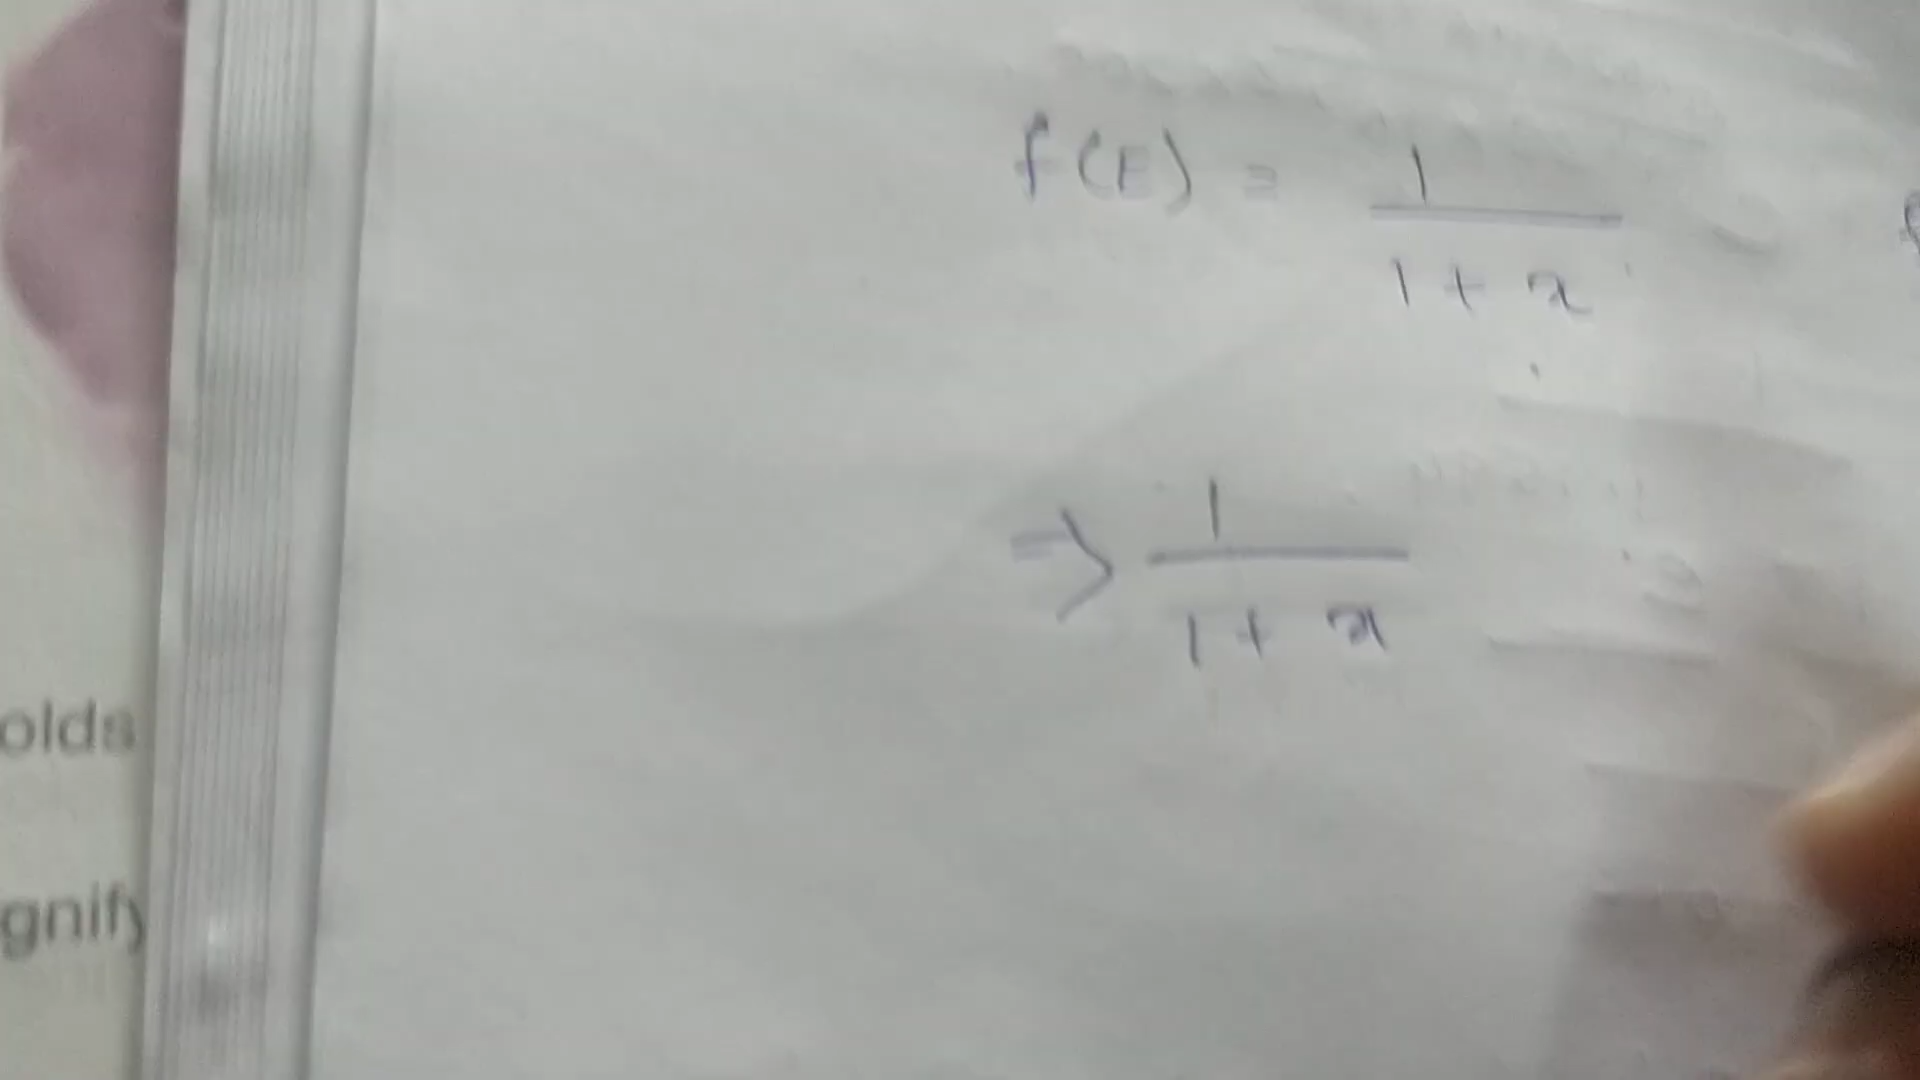 f(E) = 1
1 + x
⇒ 1
1 + x
olds
gnify